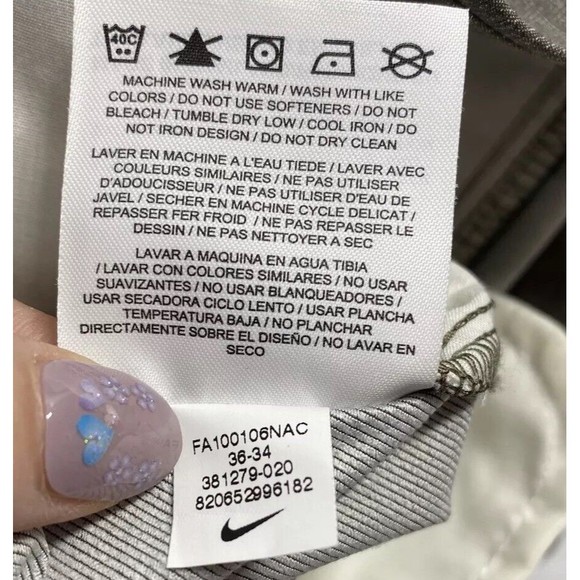 40C
MACHINE WASH WARM / WASH WITH LIKE
COLORS / DO NOT USE SOFTENERS / DO NOT
BLEACH / TUMBLE DRY LOW / COOL IRON / DO
NOT IRON DESIGN / DO NOT DRY CLEAN
LAVER EN MACHINE A L'EAU TIEDE / LAVER AVEC
COULEURS SIMILAIRES / NE PAS UTILISER
D'ADOUCISSEUR / NE PAS UTILISER D'EAU DE
JAVEL / SECHER EN MACHINE CYCLE DELICAT /
REPASSER FER FROID / NE PAS REPASSER LE
DESSIN / NE PAS NETTOYER A SEC
LAVAR A MAQUINA EN AGUA TIBIA
/ LAVAR CON COLORES SIMILARES / NO USAR
SUAVIZANTES / NO USAR BLANQUEADORES /
USAR SECADORA CICLO LENTO / USAR PLANCHA
TEMPERATURA BAJA / NO PLANCHAR
DIRECTAMENTE SOBRE EL DISEÑO / NO LAVAR EN
SECO
FA100106NAC
36-34
381279-020
820652996182